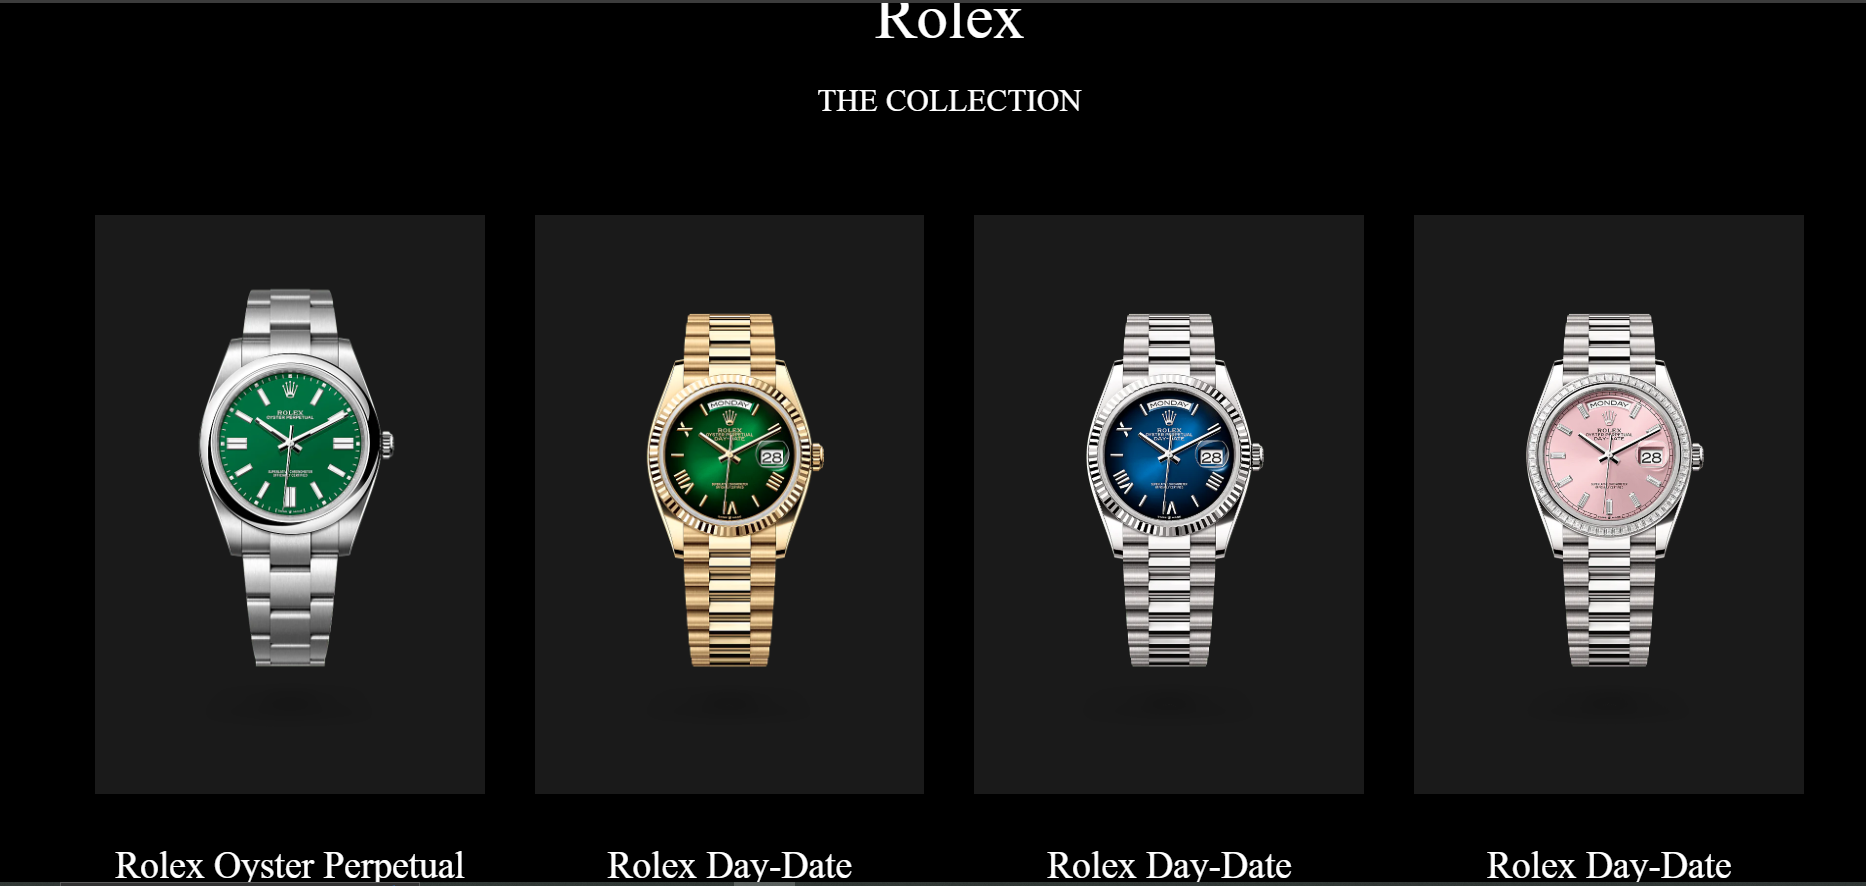 Rolex
THE COLLECTION
ROLEX
OYSTER PERPETUAL
MONDAY
ROLEX
OYSTER PERPETUAL
DAY-DATE
28
MONDAY
ROLEX
OYSTER PERPETUAL
DAY-DATE
28
MONDAY
ROLEX
OYSTER PERPETUAL
DAY-DATE
28
Rolex Oyster Perpetual
Rolex Day-Date
Rolex Day-Date
Rolex Day-Date